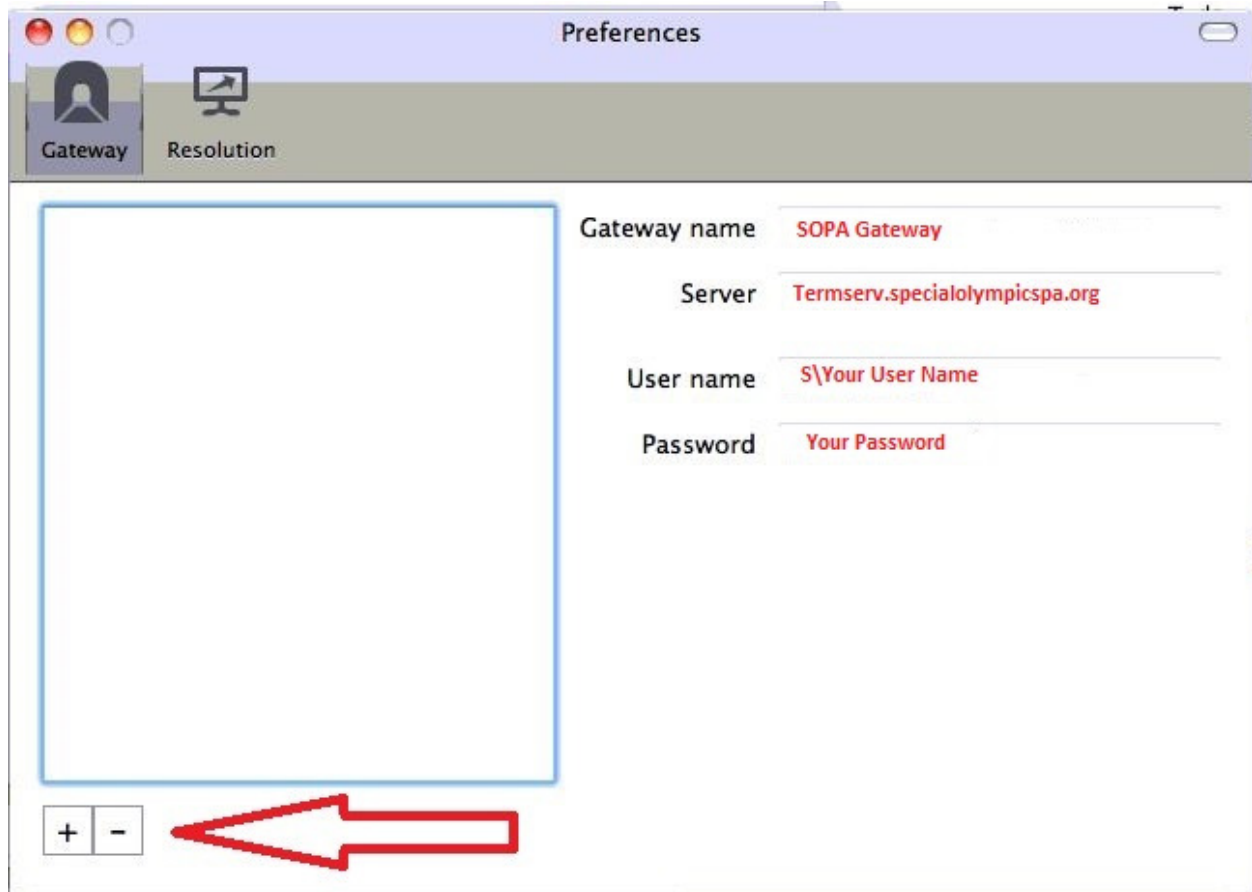 Preferences
Gateway Resolution
Gateway name SOPA Gateway
Server Termserv.specialolympicspa.org
User name S\Your User Name
Password Your Password
+ -